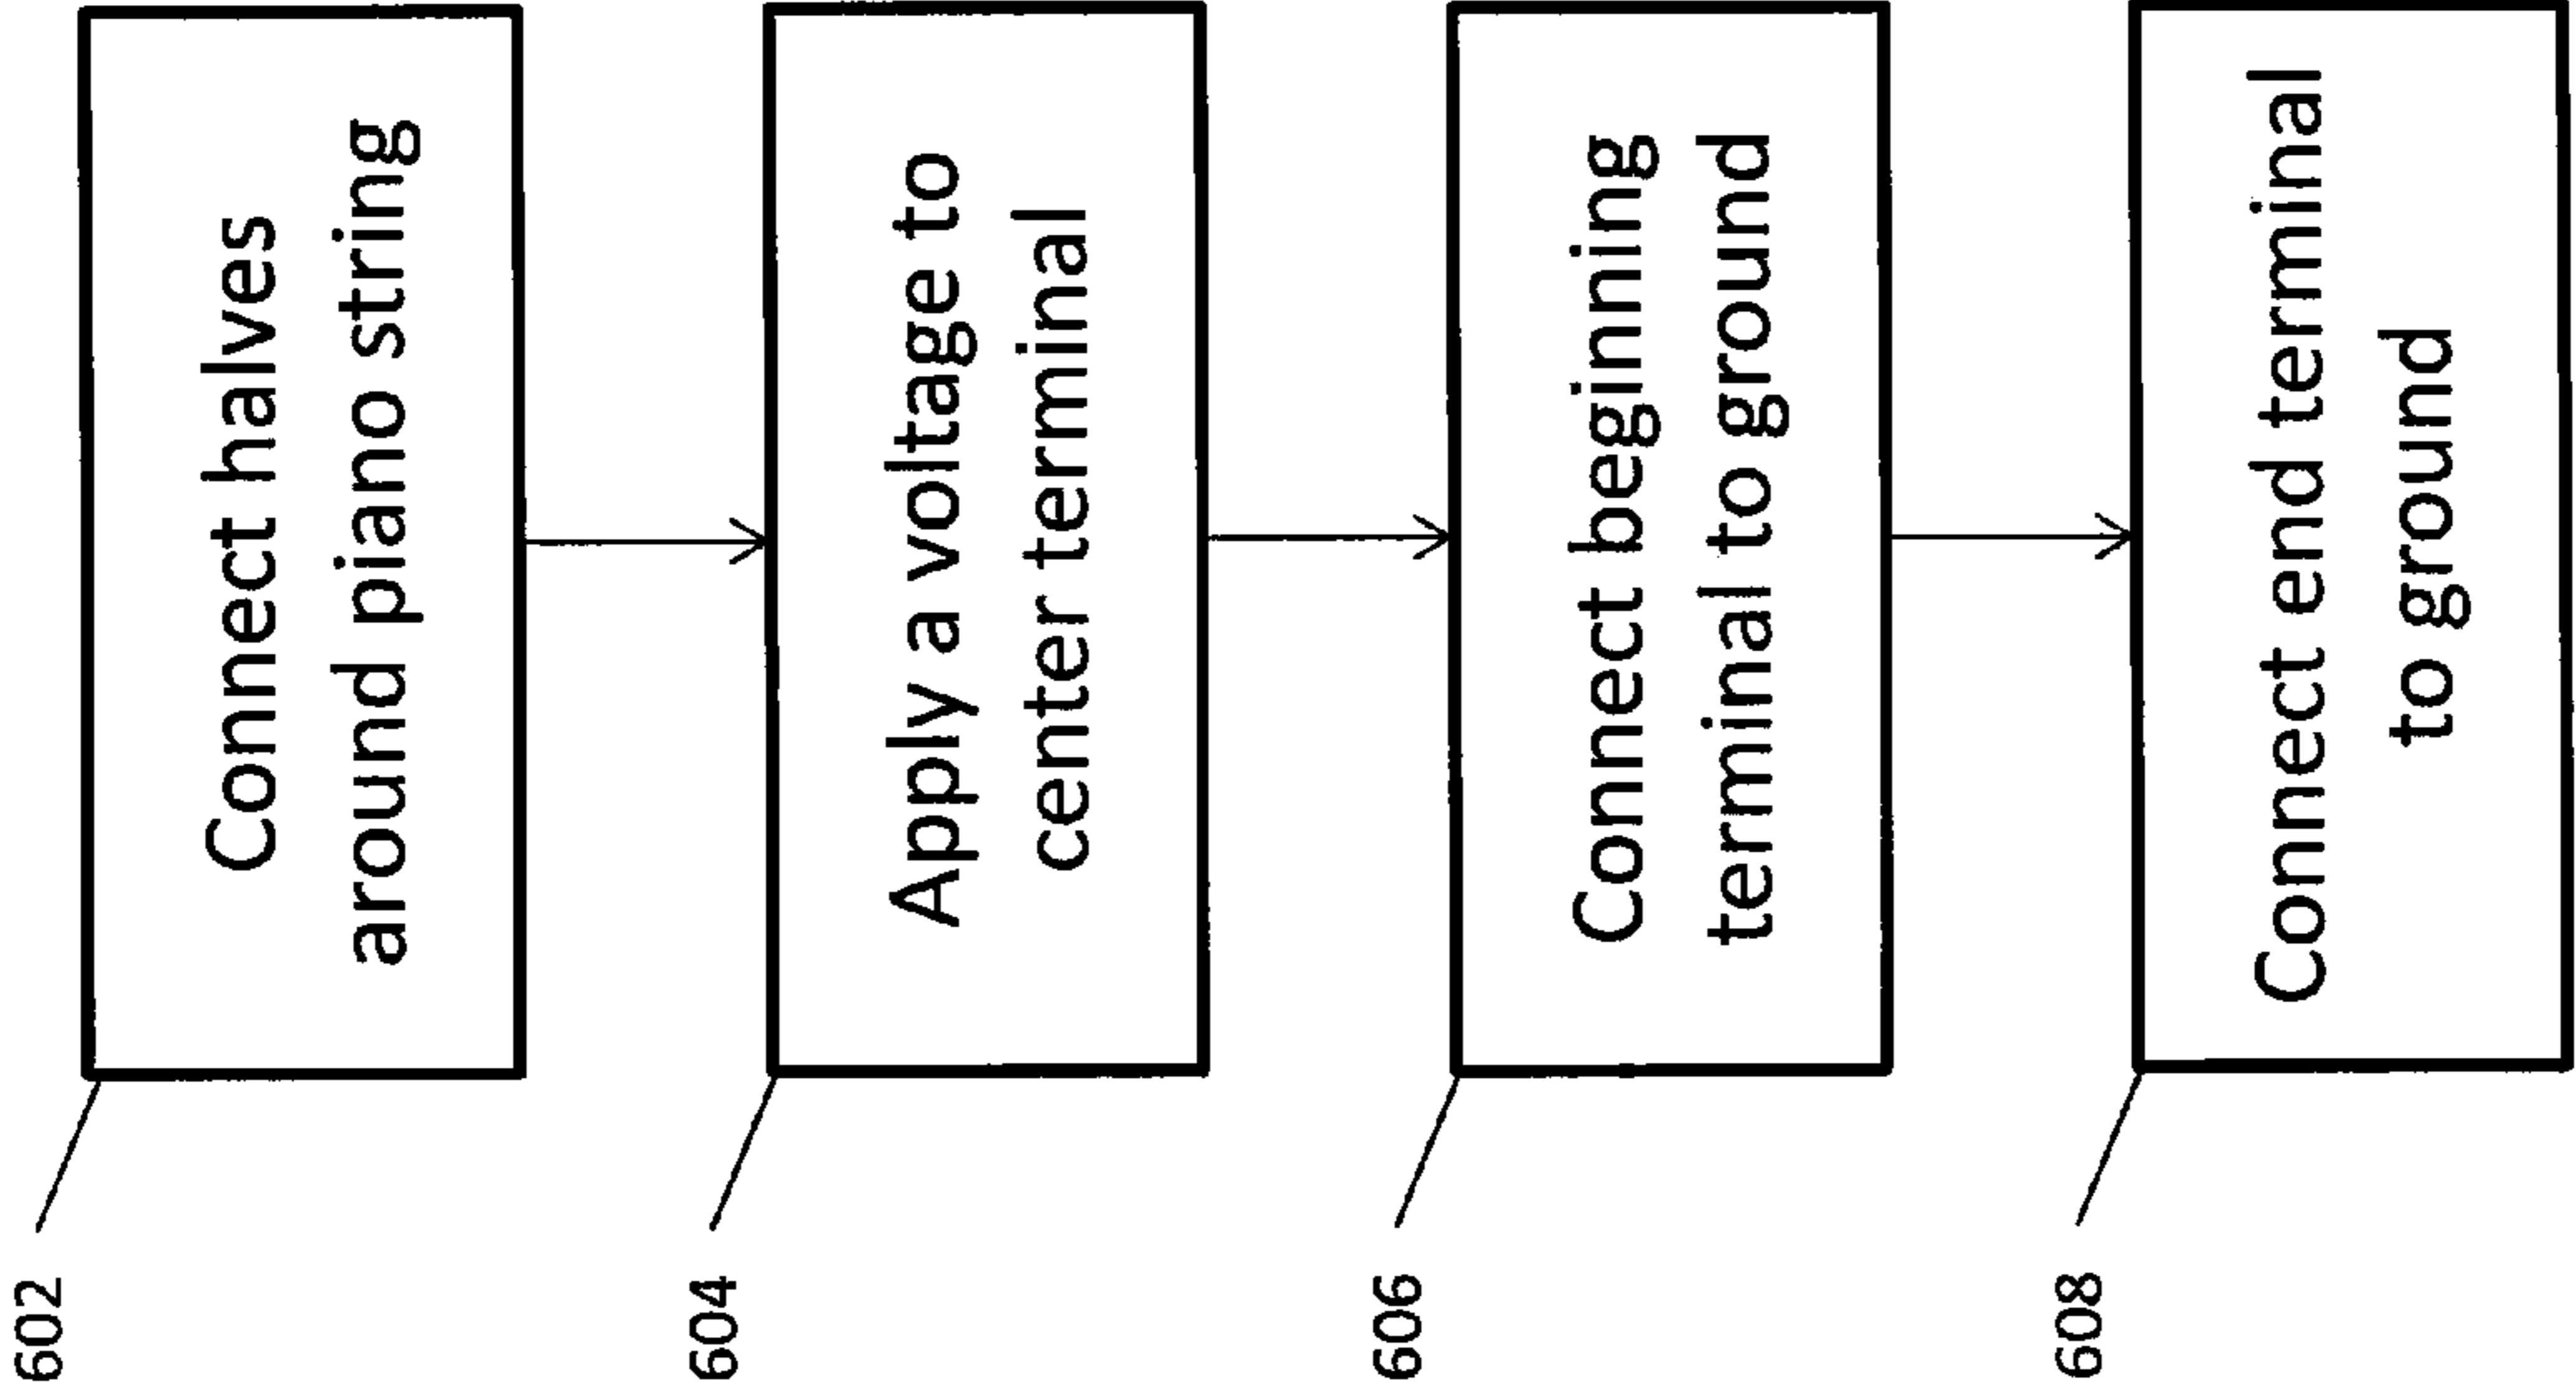 602
Connect halves
around piano string
604
Apply a voltage to
center terminal
606
Connect beginning
terminal to ground
608
Connect end terminal
to ground